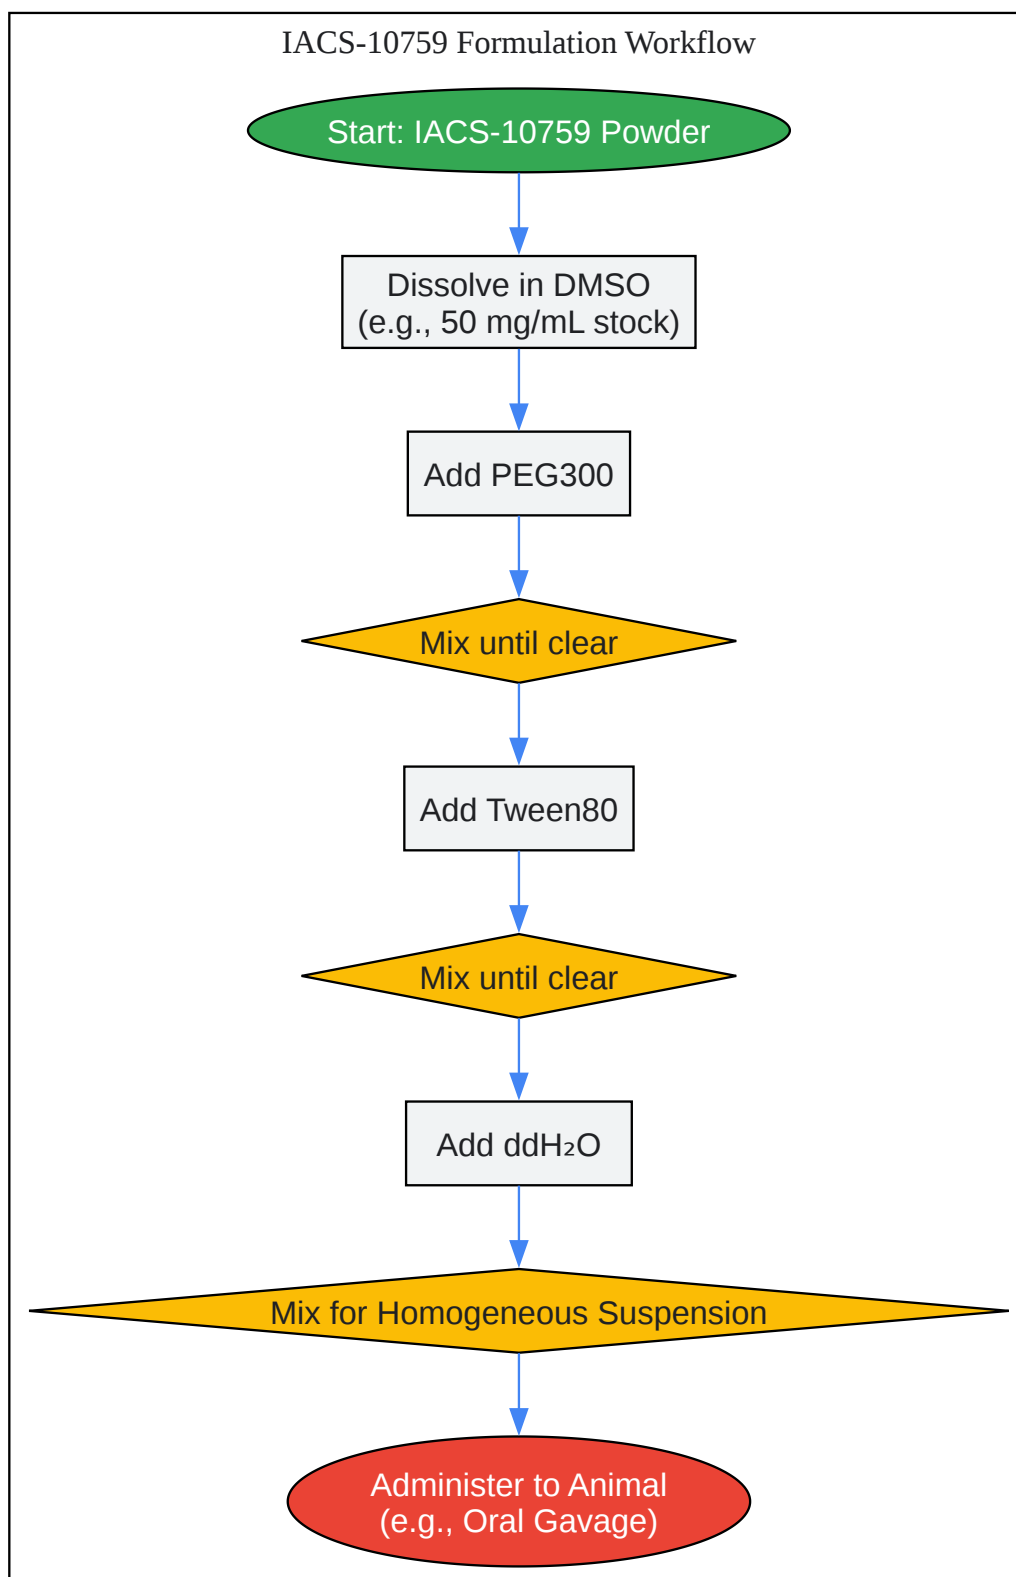 IACS-10759 Formulation Workflow
Start: IACS-10759 Powder
Dissolve in DMSO
(e.g., 50 mg/mL stock)
Add PEG300
Mix until clear
Add Tween80
Mix until clear
Add ddH₂O
Mix for Homogeneous Suspension
Administer to Animal
(e.g., Oral Gavage)